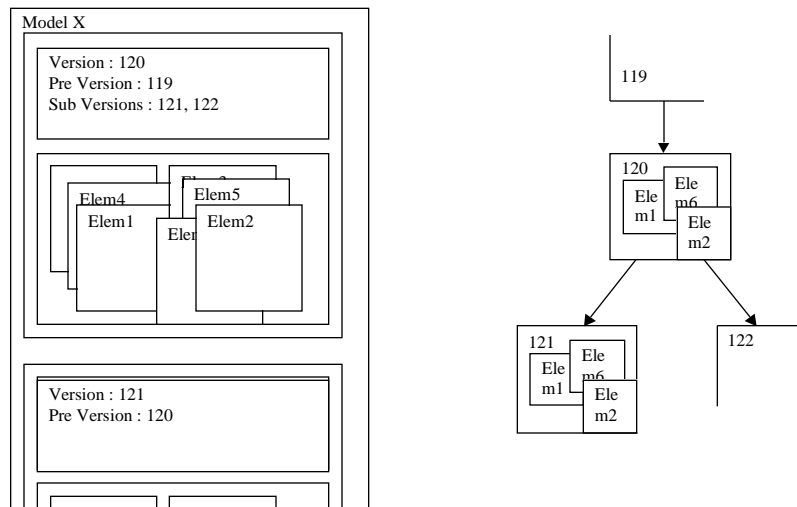 Model X
Version : 120
Pre Version : 119
Sub Versions : 121, 122
Elem4
Elem5
Elem1
Elem2
Version : 121
Pre Version : 120
119
120
Ele
m1
Ele
m6
Ele
m2
121
Ele
m1
Ele
m6
Ele
m2
122